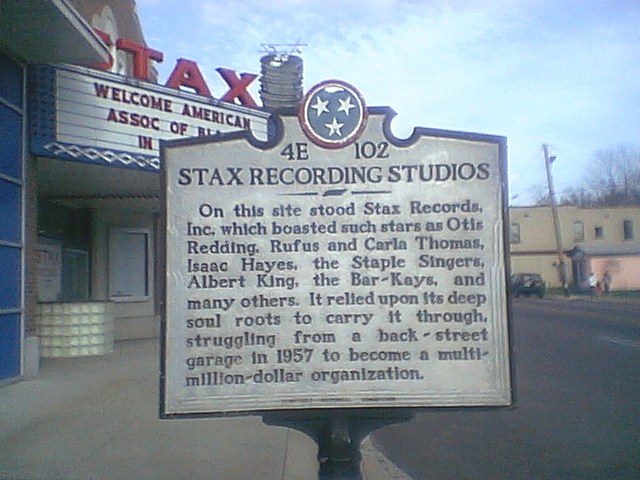 STAX
WELCOME AMERICAN
ASSOC OF
IN
4E 102
STAX RECORDING STUDIOS
On this site stood Stax Records,
Inc, which boasted such stars as Otis
Redding, Rufus and Carla Thomas,
Isaac Hayes, the Staple Singers,
Albert King, the Bar-Kays, and
many others. It relied upon its deep
soul roots to carry it through,
struggling from a back-street
garage in 1957 to become a multi-
million-dollar organization.